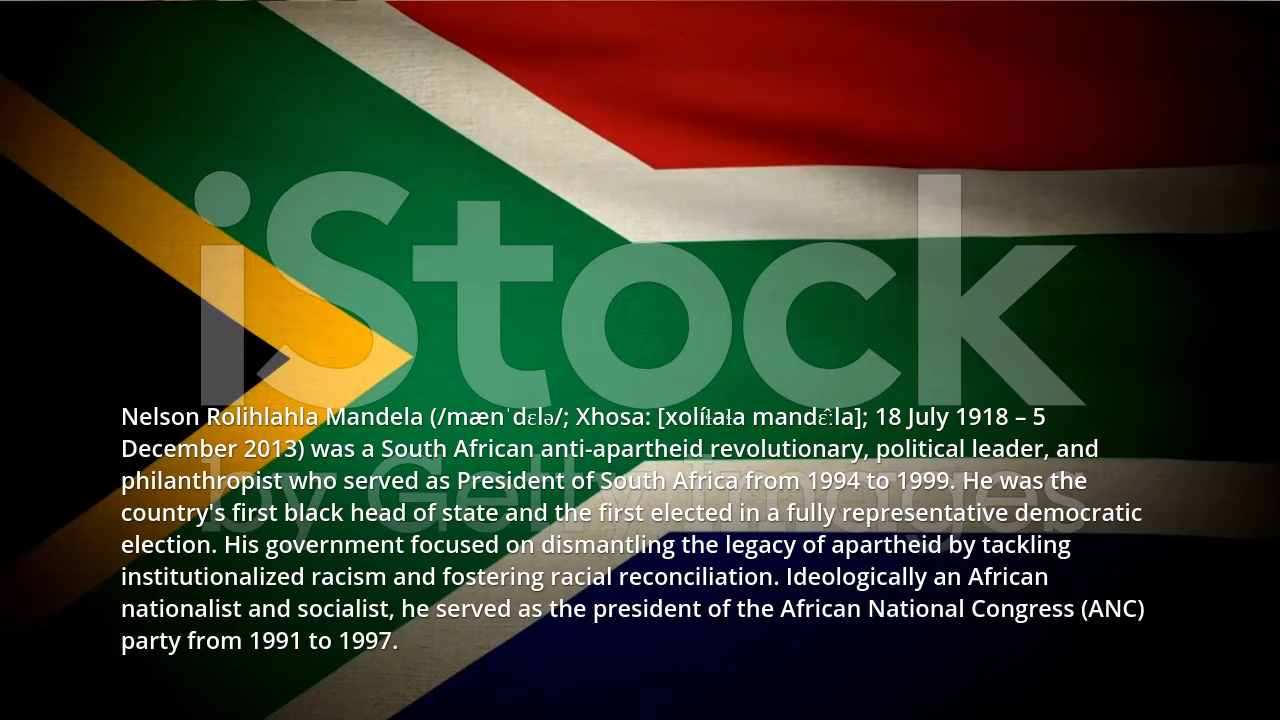 iStock
by Getty Images
Nelson Rolihlahla Mandela (/mænˈdɛlə/; Xhosa: [xolíɬaɬa mandɛ̂ːla]; 18 July 1918 – 5
December 2013) was a South African anti-apartheid revolutionary, political leader, and
philanthropist who served as President of South Africa from 1994 to 1999. He was the
country's first black head of state and the first elected in a fully representative democratic
election. His government focused on dismantling the legacy of apartheid by tackling
institutionalized racism and fostering racial reconciliation. Ideologically an African
nationalist and socialist, he served as the president of the African National Congress (ANC)
party from 1991 to 1997.